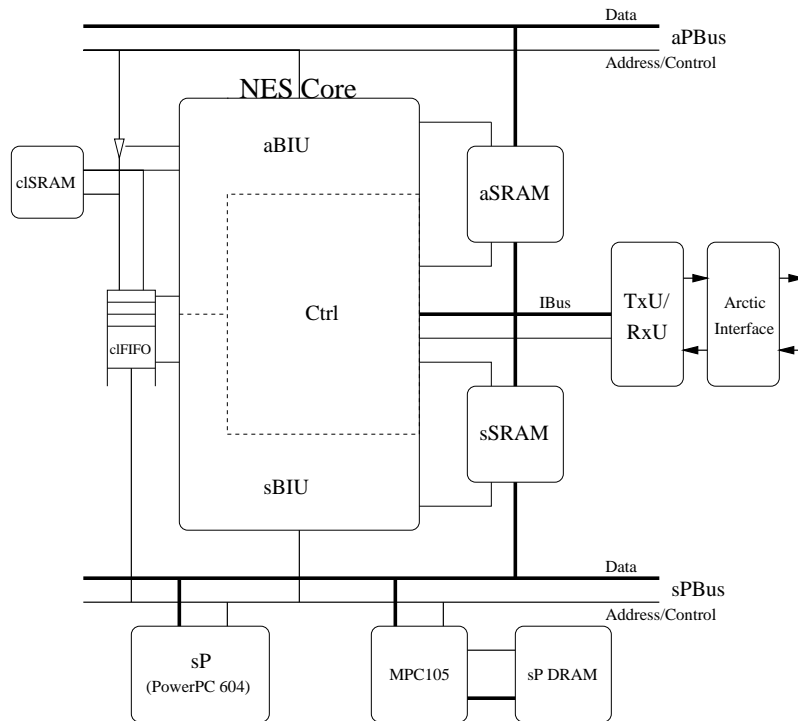 Data
aPBus
Address/Control
NES Core
aBIU
clSRAM
aSRAM
IBus
TxU/
RxU
Arctic
Interface
Ctrl
clFIFO
sSRAM
sBIU
Data
sPBus
Address/Control
sP
(PowerPC 604)
MPC105
sP DRAM